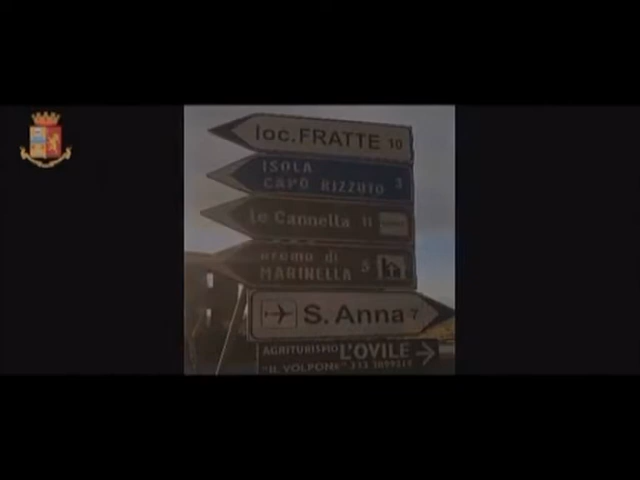 loc. FRATTE 10
ISOLA
CAPO RIZZUTO 3
Le Cannella 11
di
MARINELLA 5
S. Anna 7
AGRITURISMO L'OVILE
"IL VOLPONE"